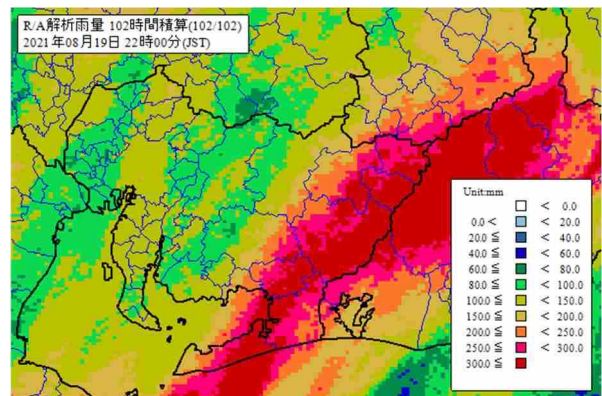 R/A解析雨量 102時間積算(102/102)
2021年08月19日 22時00分(JST)
Unit:mm
< 0.0
0.0 < < 20.0
20.0 ≦ < 40.0
40.0 ≦ < 60.0
60.0 ≦ < 80.0
80.0 ≦ < 100.0
100.0 ≦ < 150.0
150.0 ≦ < 200.0
200.0 ≦ < 250.0
250.0 ≦ < 300.0
300.0 ≦